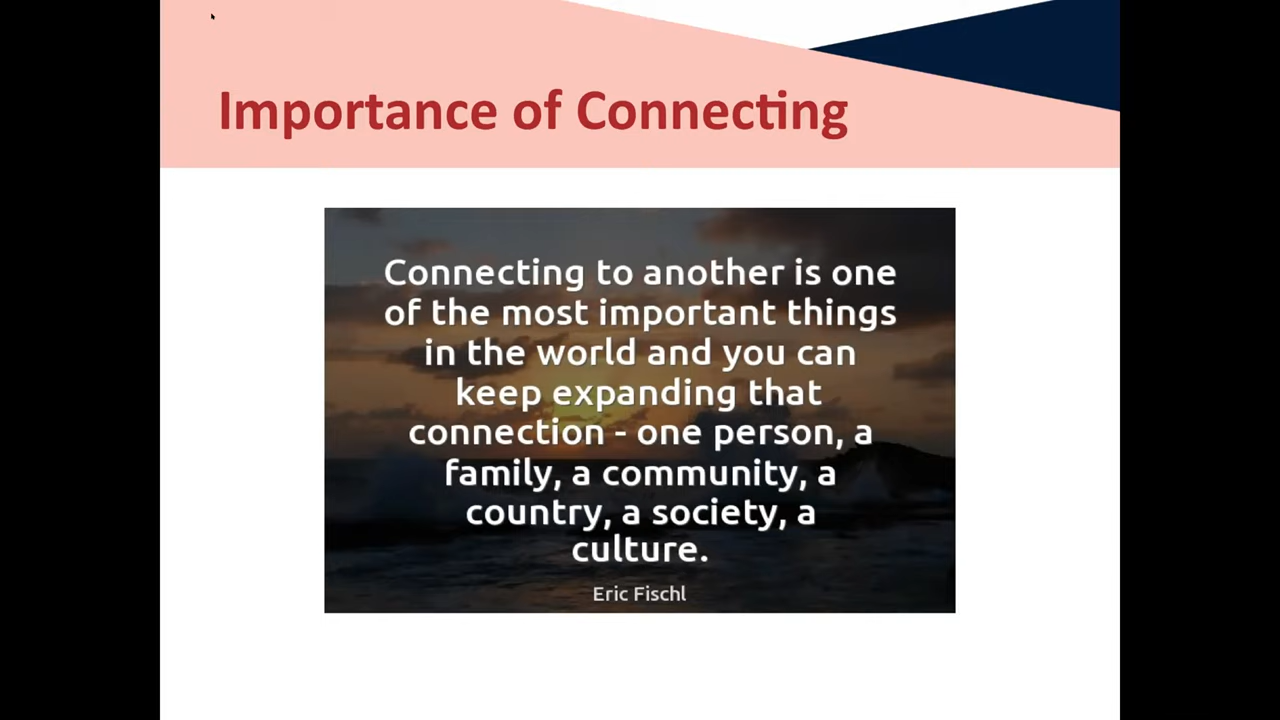 Importance of Connecting
Connecting to another is one
of the most important things
in the world and you can
keep expanding that
connection - one person, a
family, a community, a
country, a society, a
culture.
Eric Fischl